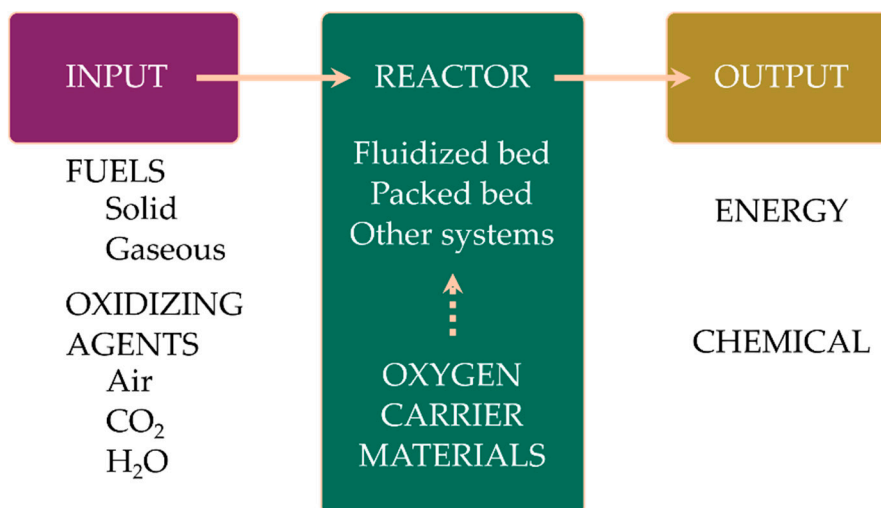 INPUT
FUELS
Solid
Gaseous
OXIDIZING
AGENTS
Air
CO₂
H₂O
REACTOR
Fluidized bed
Packed bed
Other systems
OXYGEN
CARRIER
MATERIALS
OUTPUT
ENERGY
CHEMICAL